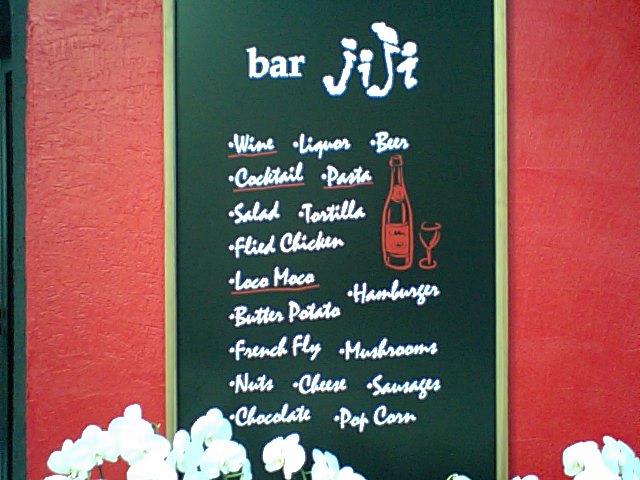 bar JiJi
•Wine •Liquor •Beer
•Cocktail •Pasta
•Salad •Tortilla
•Flied Chicken
•Loco Moco
•Hamburger
•Butter Potato
•French Fly •Mushrooms
•Nuts •Cheese •Sausages
•Chocolate •Pop Corn